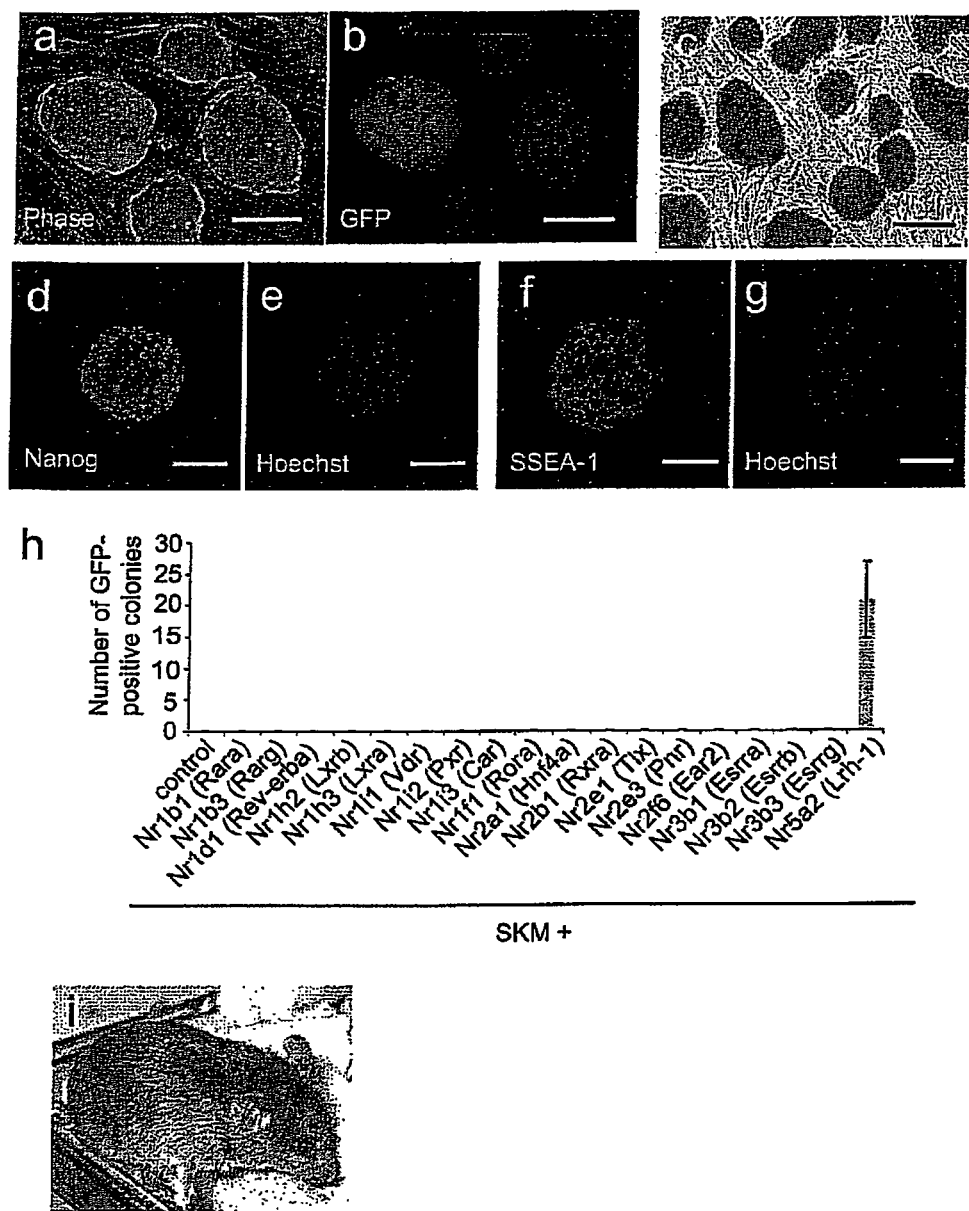 a
b
c
Phase
GFP
d
e
f
g
Nanog
Hoechst
SSEA-1
Hoechst
h
Number of GFP-
positive colonies
30
25
20
15
10
5
0
control
Nr1b1 (Rara)
Nr1b3 (Rarg)
Nr1d1 (Rev-erba)
Nr1h2 (Lxrb)
Nr1h3 (Lxra)
Nr1i1 (Vdr)
Nr1i2 (Pxr)
Nr1i3 (Car)
Nr1f1 (Rora)
Nr2a1 (Hnf4a)
Nr2b1 (Rxra)
Nr2e1 (Tlx)
Nr2e3 (Pnr)
Nr2f6 (Ear2)
Nr3b1 (Esrra)
Nr3b2 (Esrrb)
Nr3b3 (Esrrg)
Nr5a2 (Lrh-1)
SKM +
i